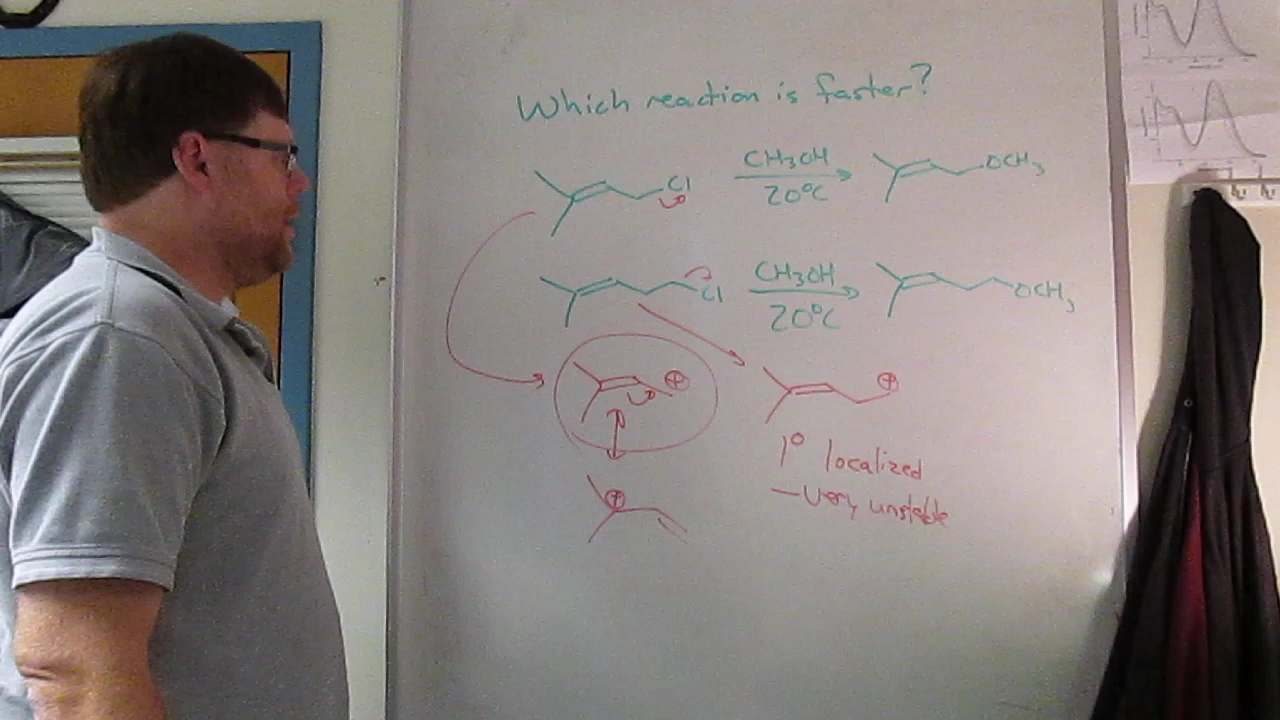 Which reaction is faster?
Cl CH3OH 20°C OCH3
Cl CH3OH 20°C OCH3
⊕ ⊕
1° localized
⊕ – very unstable